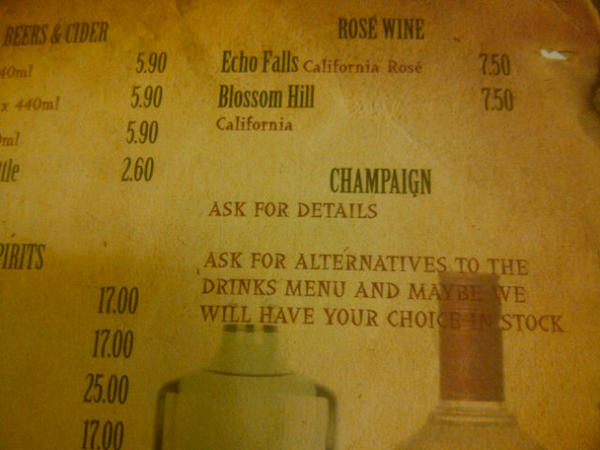 BEERS & CIDER
40ml 5.90
x 440ml 5.90
ml 5.90
ttle 2.60
PIRITS
17.00
17.00
25.00
17.00
ROSÉ WINE
Echo Falls California Rosé 7.50
Blossom Hill 7.50
California
CHAMPAIGN
ASK FOR DETAILS
ASK FOR ALTERNATIVES TO THE
DRINKS MENU AND MAYBE WE
WILL HAVE YOUR CHOICE IN STOCK